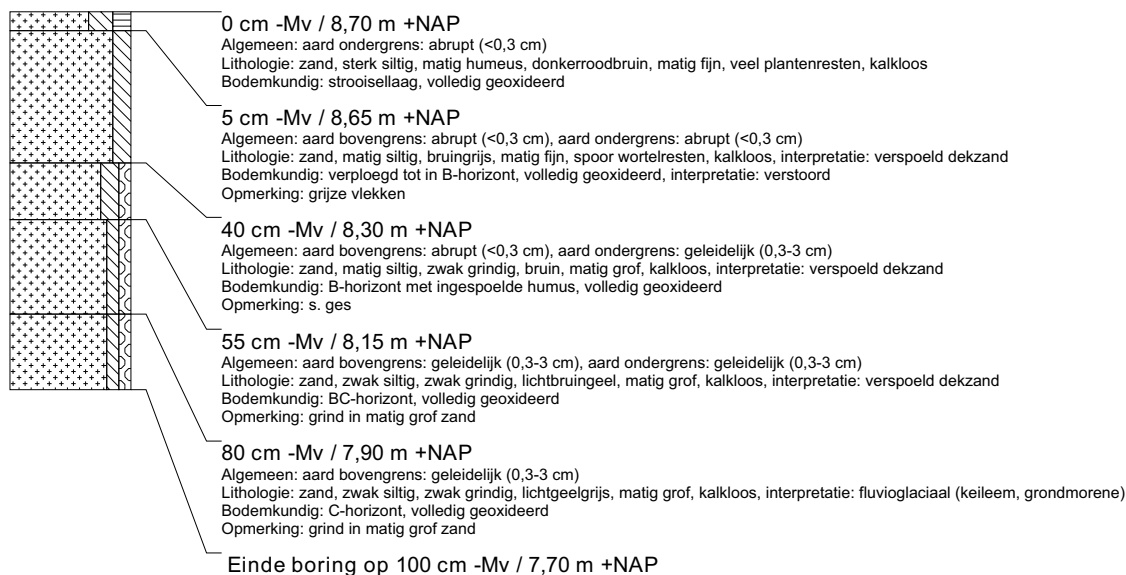 0 cm -Mv / 8,70 m +NAP
Algemeen: aard ondergrens: abrupt (<0,3 cm)
Lithologie: zand, sterk siltig, matig humeus, donkerroodbruin, matig fijn, veel plantenresten, kalkloos
Bodemkundig: strooisellaag, volledig geoxideerd
5 cm -Mv / 8,65 m +NAP
Algemeen: aard bovengrens: abrupt (<0,3 cm), aard ondergrens: abrupt (<0,3 cm)
Lithologie: zand, matig siltig, bruingrijs, matig fijn, spoor wortelresten, kalkloos, interpretatie: verspoeld dekzand
Bodemkundig: verploegd tot in B-horizont, volledig geoxideerd, interpretatie: verstoord
Opmerking: grijze vlekken
40 cm -Mv / 8,30 m +NAP
Algemeen: aard bovengrens: abrupt (<0,3 cm), aard ondergrens: geleidelijk (0,3-3 cm)
Lithologie: zand, matig siltig, zwak grindig, bruin, matig grof, kalkloos, interpretatie: verspoeld dekzand
Bodemkundig: B-horizont met ingespoelde humus, volledig geoxideerd
Opmerking: s. ges
55 cm -Mv / 8,15 m +NAP
Algemeen: aard bovengrens: geleidelijk (0,3-3 cm), aard ondergrens: geleidelijk (0,3-3 cm)
Lithologie: zand, zwak siltig, zwak grindig, lichtbruingeel, matig grof, kalkloos, interpretatie: verspoeld dekzand
Bodemkundig: BC-horizont, volledig geoxideerd
Opmerking: grind in matig grof zand
80 cm -Mv / 7,90 m +NAP
Algemeen: aard bovengrens: geleidelijk (0,3-3 cm)
Lithologie: zand, zwak siltig, zwak grindig, lichtgeelgrijs, matig grof, kalkloos, interpretatie: fluvioglaciaal (keileem, grondmorene)
Bodemkundig: C-horizont, volledig geoxideerd
Opmerking: grind in matig grof zand
Einde boring op 100 cm -Mv / 7,70 m +NAP